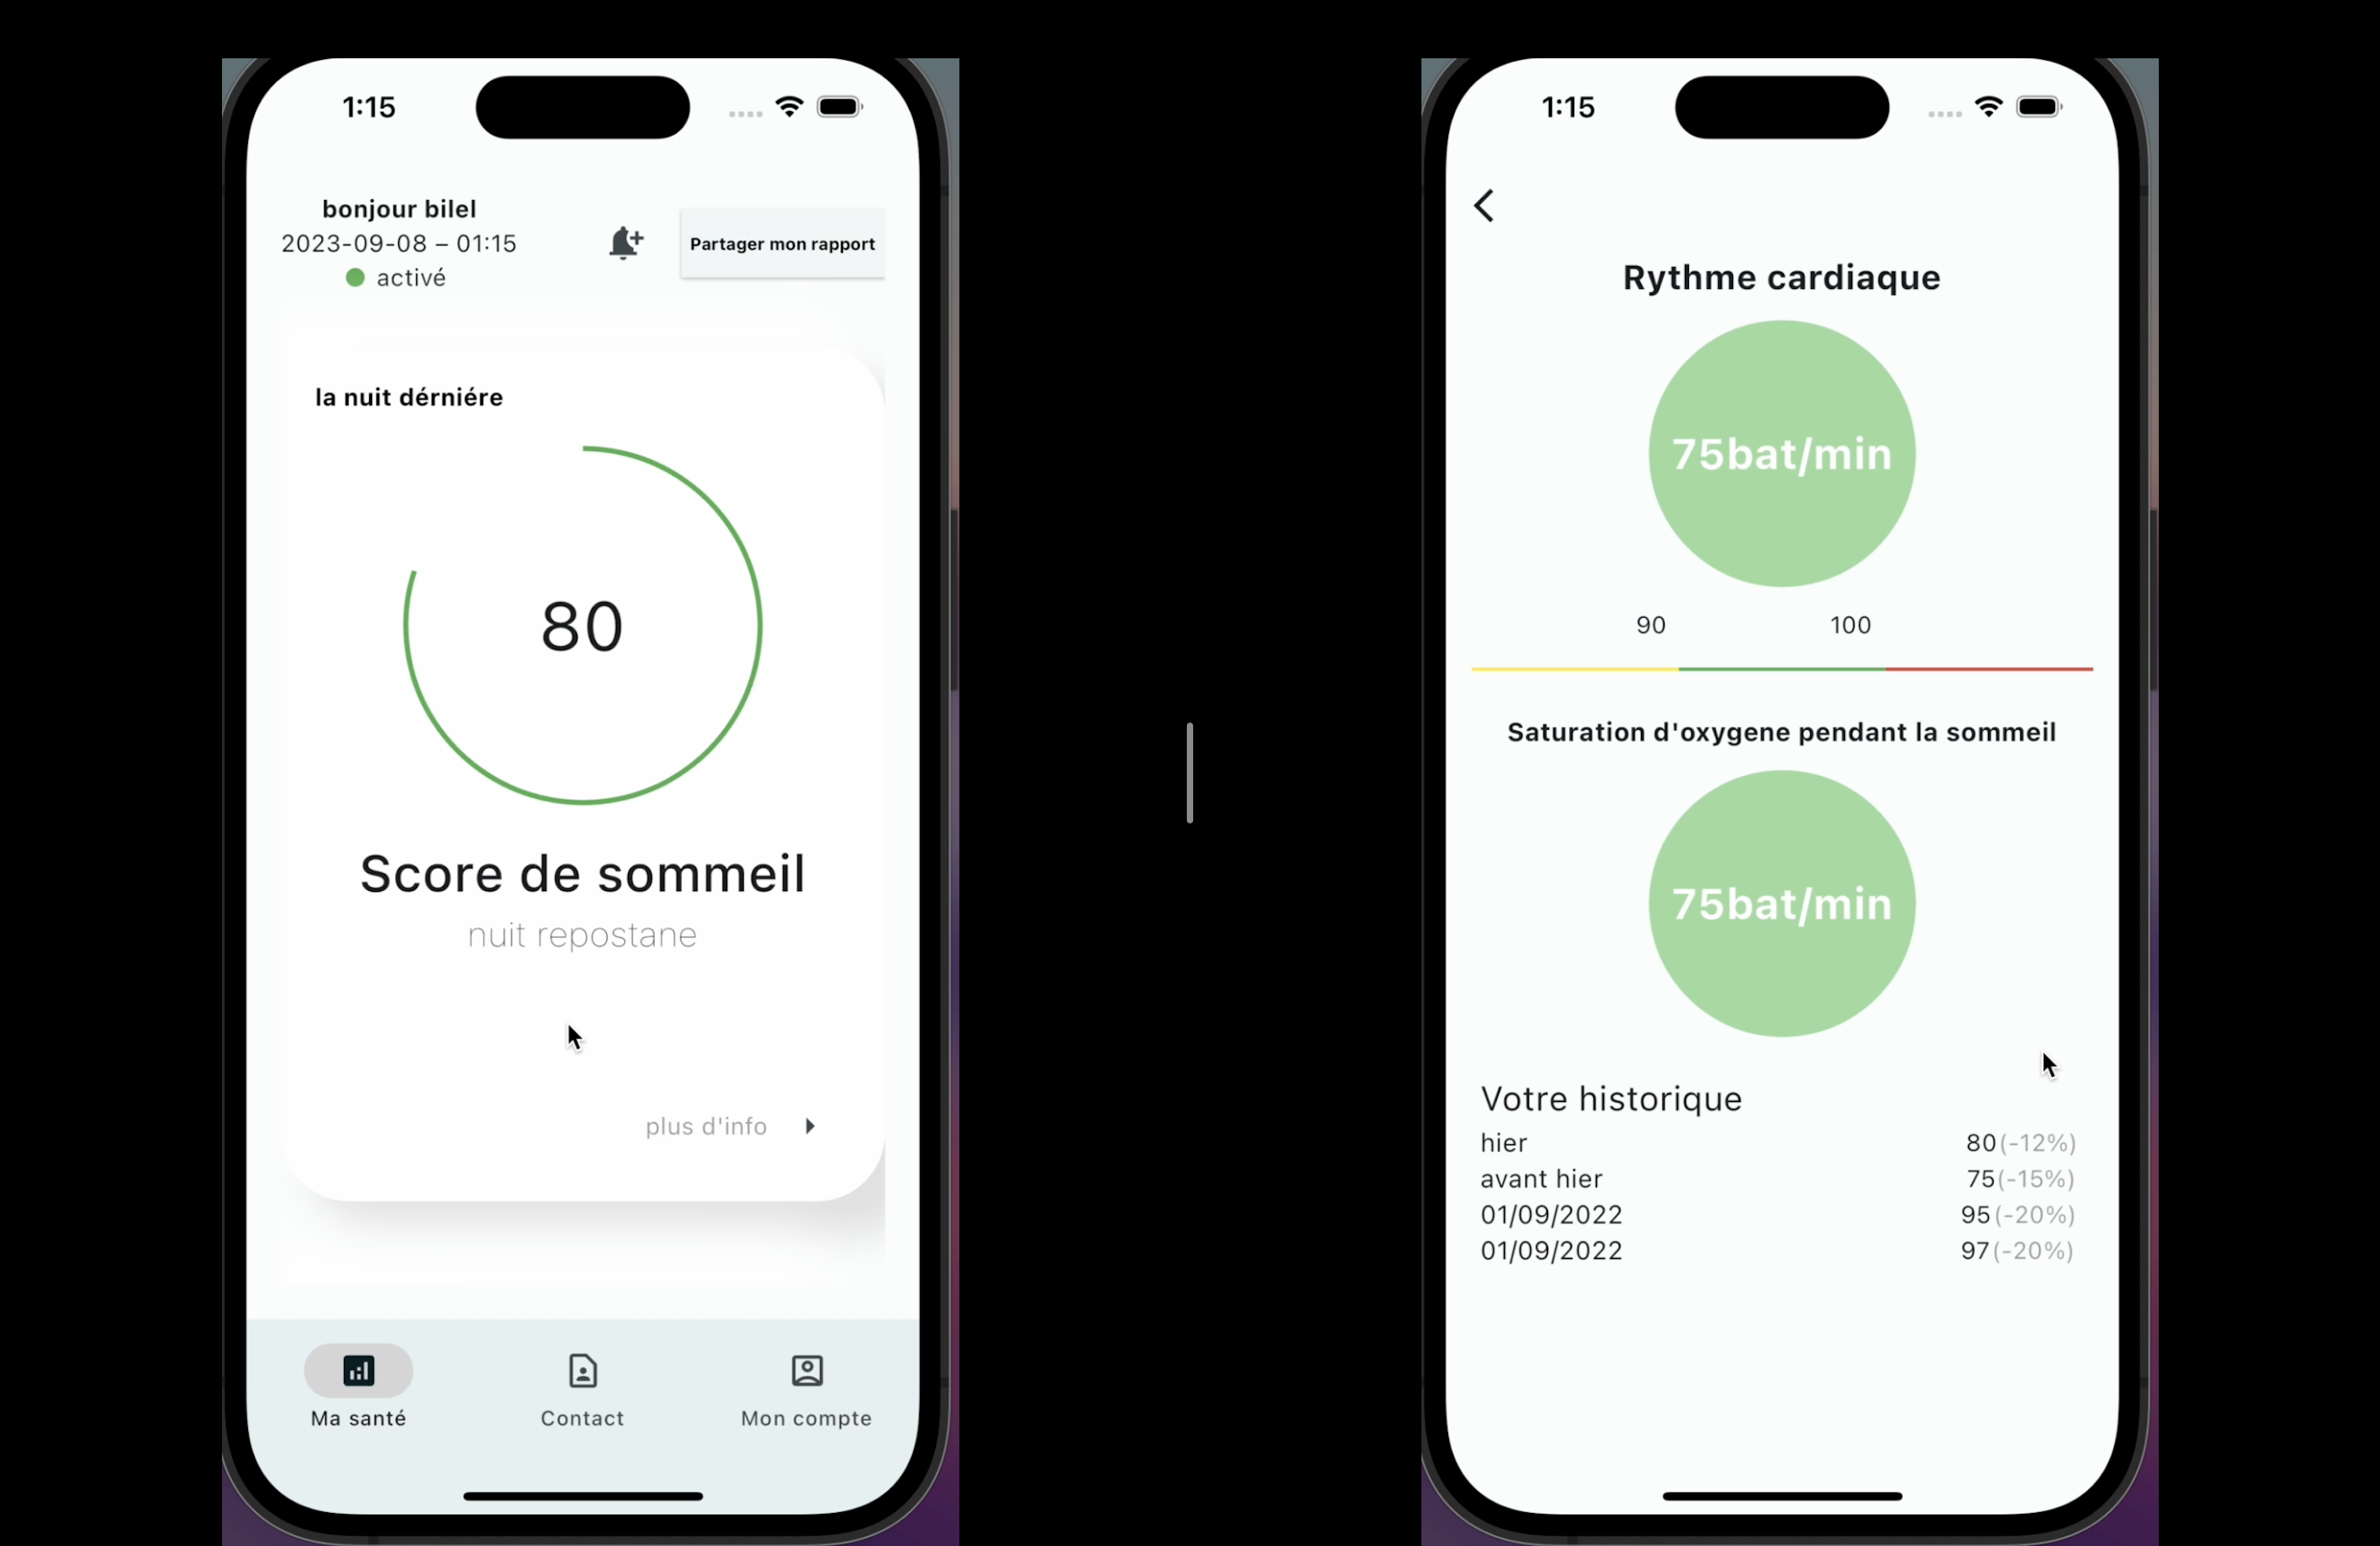 1:15
bonjour bilel
2023-09-08 – 01:15
activé
Partager mon rapport
la nuit dérniére
80
Score de sommeil
nuit repostane
plus d'info
Ma santé
Contact
Mon compte
1:15
Rythme cardiaque
75bat/min
90 100
Saturation d'oxygene pendant la sommeil
75bat/min
Votre historique
hier 80(-12%)
avant hier 75(-15%)
01/09/2022 95(-20%)
01/09/2022 97(-20%)